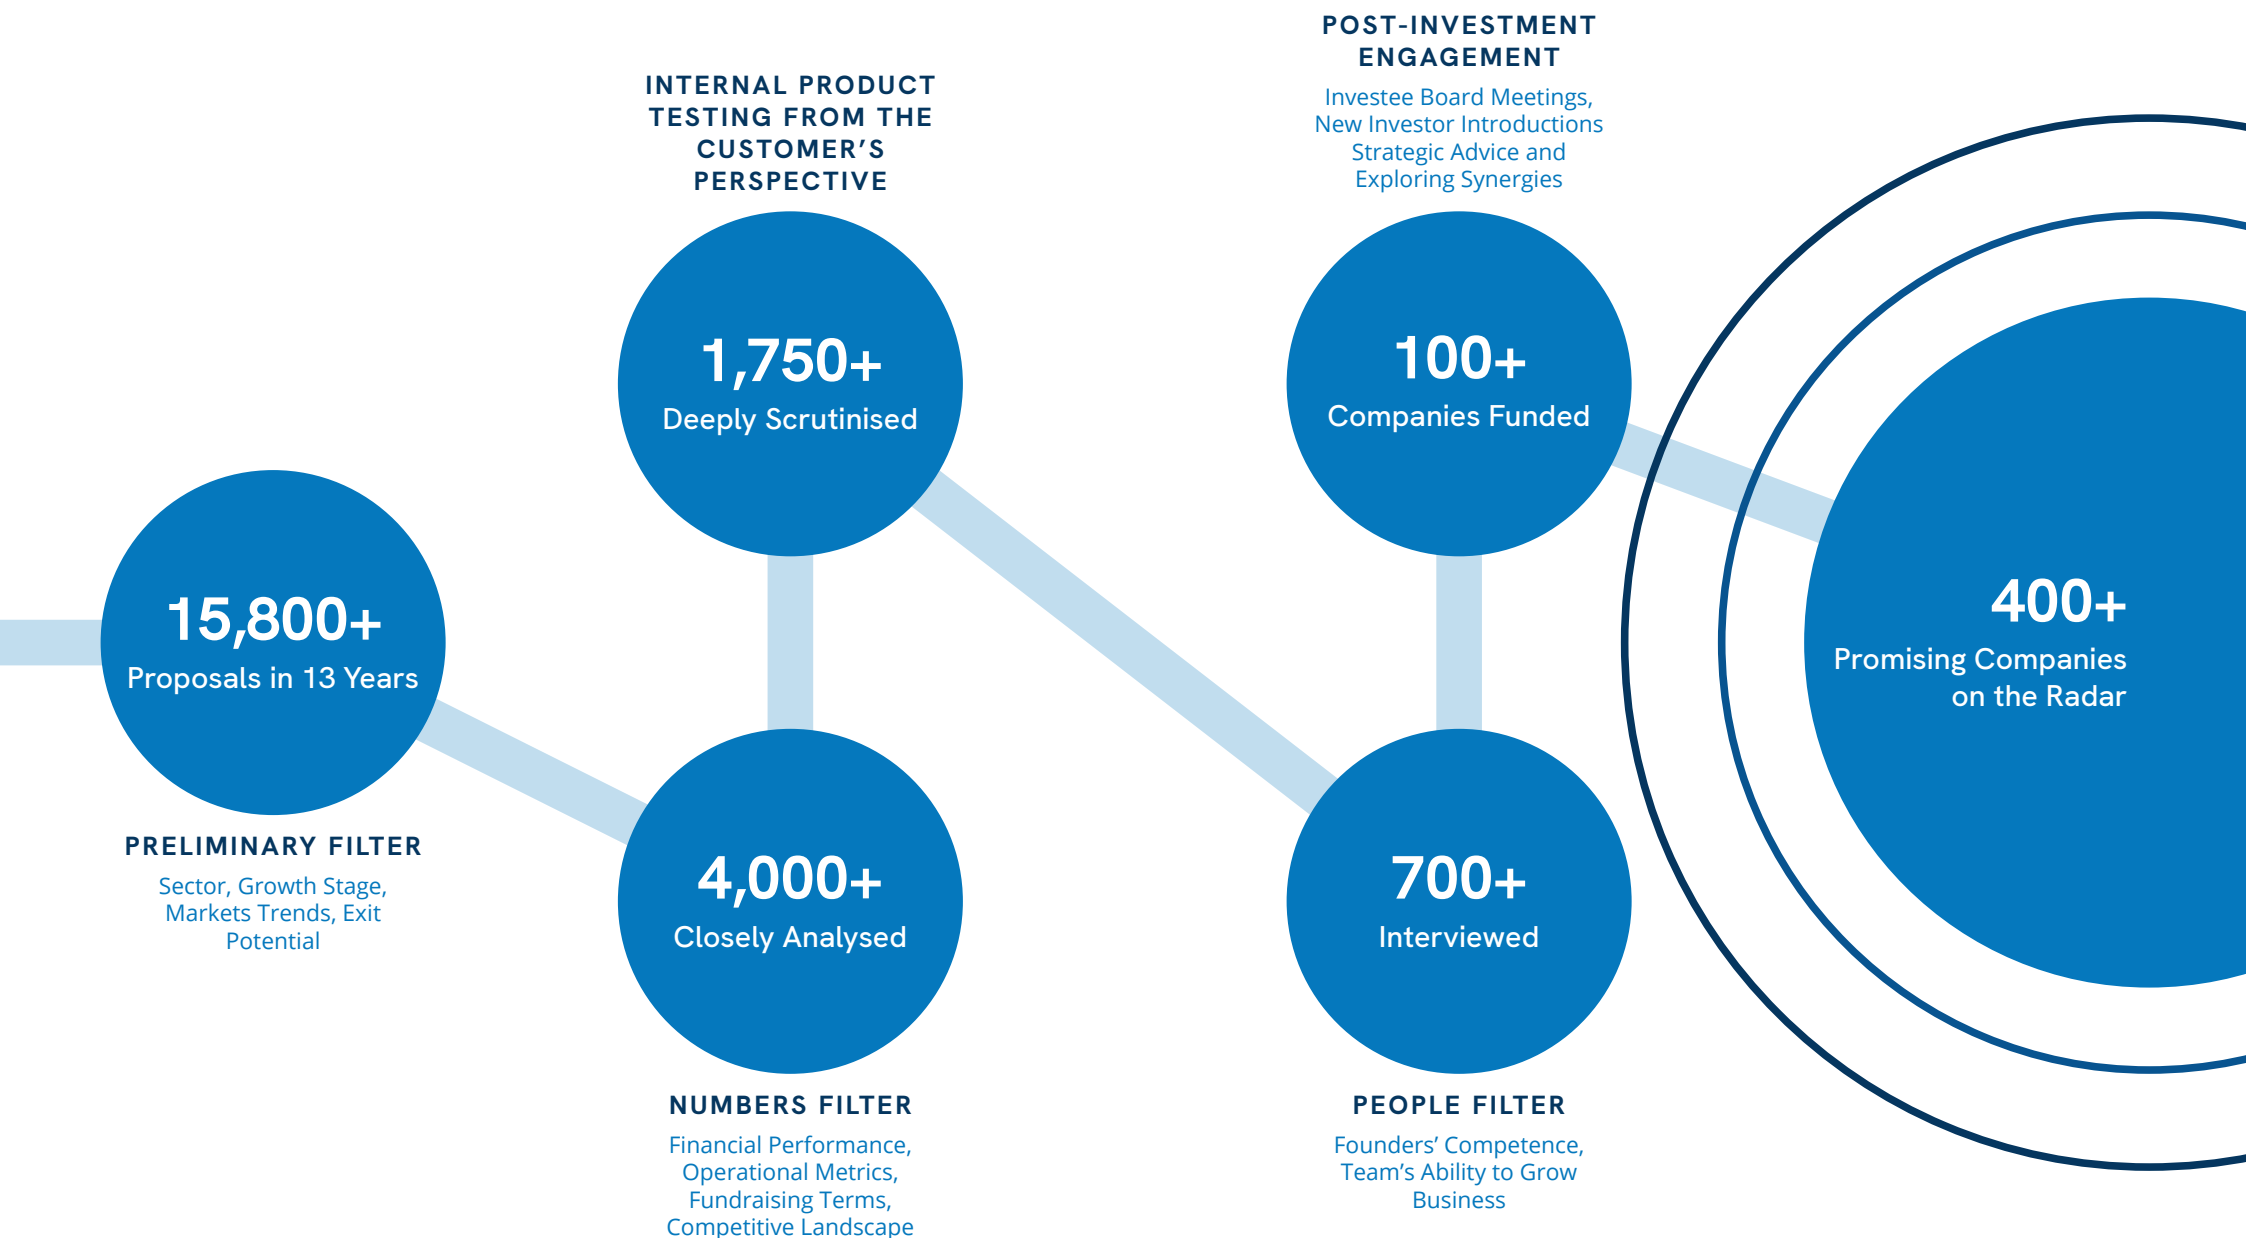 15,800+
Proposals in 13 Years
PRELIMINARY FILTER
Sector, Growth Stage,
Markets Trends, Exit
Potential
4,000+
Closely Analysed
NUMBERS FILTER
Financial Performance,
Operational Metrics,
Fundraising Terms,
Competitive Landscape
INTERNAL PRODUCT
TESTING FROM THE
CUSTOMER’S
PERSPECTIVE
1,750+
Deeply Scrutinised
700+
Interviewed
PEOPLE FILTER
Founders’ Competence,
Team’s Ability to Grow
Business
POST-INVESTMENT
ENGAGEMENT
Investee Board Meetings,
New Investor Introductions
Strategic Advice and
Exploring Synergies
100+
Companies Funded
400+
Promising Companies
on the Radar